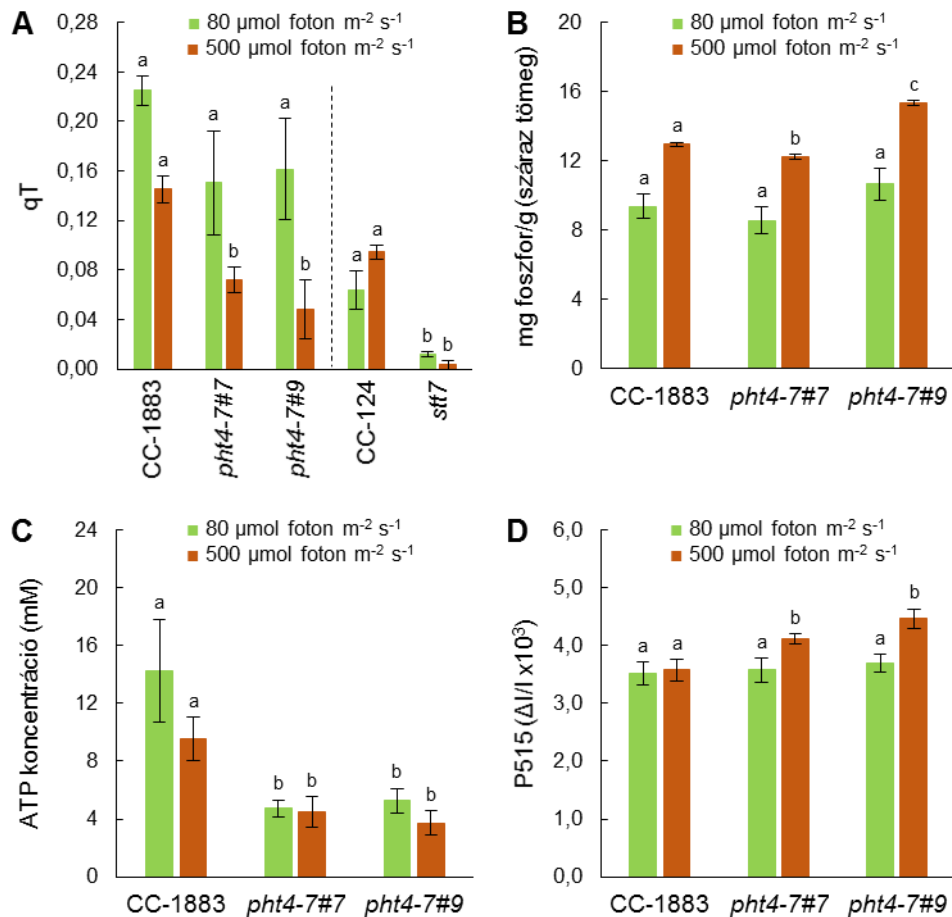 A
80 µmol foton m⁻² s⁻¹
500 µmol foton m⁻² s⁻¹
qT
0,28
0,24
0,20
0,16
0,12
0,08
0,04
0,00
a
a
a
b
a
b
a
a
b
b
CC-1883
pht4-7#7
pht4-7#9
CC-124
stt7
B
80 µmol foton m⁻² s⁻¹
500 µmol foton m⁻² s⁻¹
mg foszfor/g (száraz tömeg)
20
16
12
8
4
0
a
a
a
b
a
c
CC-1883
pht4-7#7
pht4-7#9
C
80 µmol foton m⁻² s⁻¹
500 µmol foton m⁻² s⁻¹
ATP koncentráció (mM)
24
20
16
12
8
4
0
a
a
b
b
b
b
CC-1883
pht4-7#7
pht4-7#9
D
80 µmol foton m⁻² s⁻¹
500 µmol foton m⁻² s⁻¹
P515 (ΔI/I x10³)
6,0
5,0
4,0
3,0
2,0
1,0
0,0
a
a
a
b
a
b
CC-1883
pht4-7#7
pht4-7#9